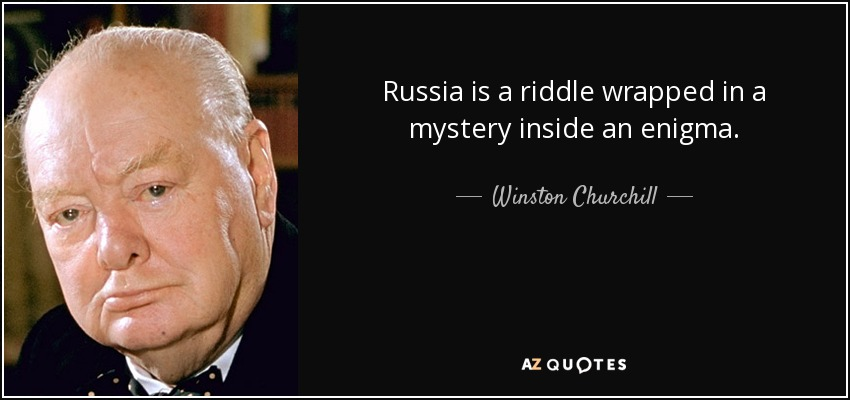 Russia is a riddle wrapped in a
mystery inside an enigma.
Winston Churchill
AZ QUOTES